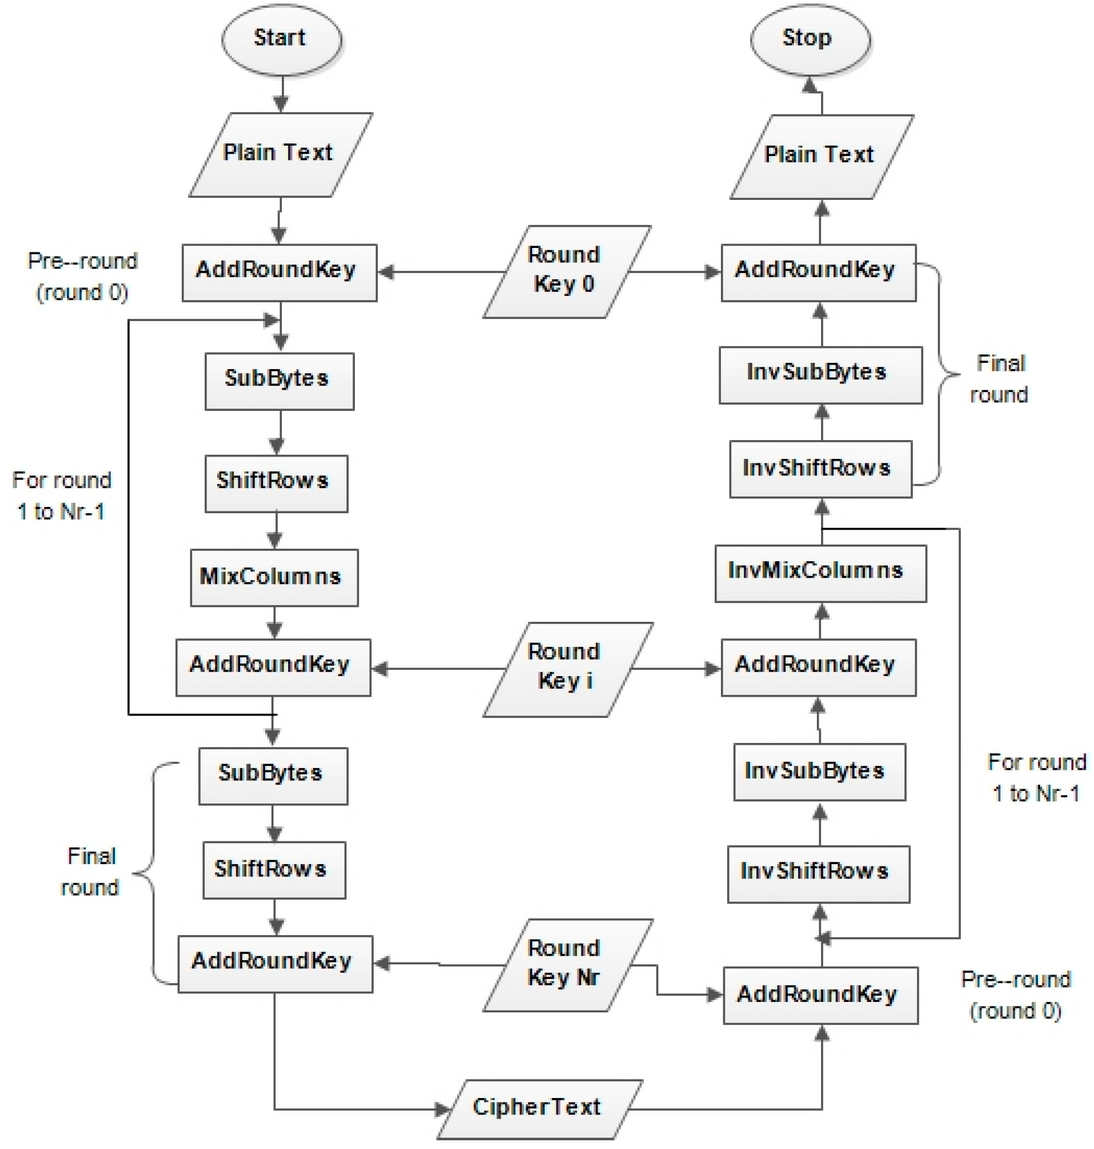 Start
Plain Text
Pre--round
(round 0)
AddRoundKey
SubBytes
For round
1 to Nr-1
ShiftRows
MixColumns
AddRoundKey
SubBytes
Final
round
ShiftRows
AddRoundKey
Round
Key 0
Round
Key i
Round
Key Nr
CipherText
Stop
Plain Text
AddRoundKey
InvSubBytes
Final
round
InvShiftRows
InvMixColumns
AddRoundKey
InvSubBytes
For round
1 to Nr-1
InvShiftRows
AddRoundKey
Pre--round
(round 0)